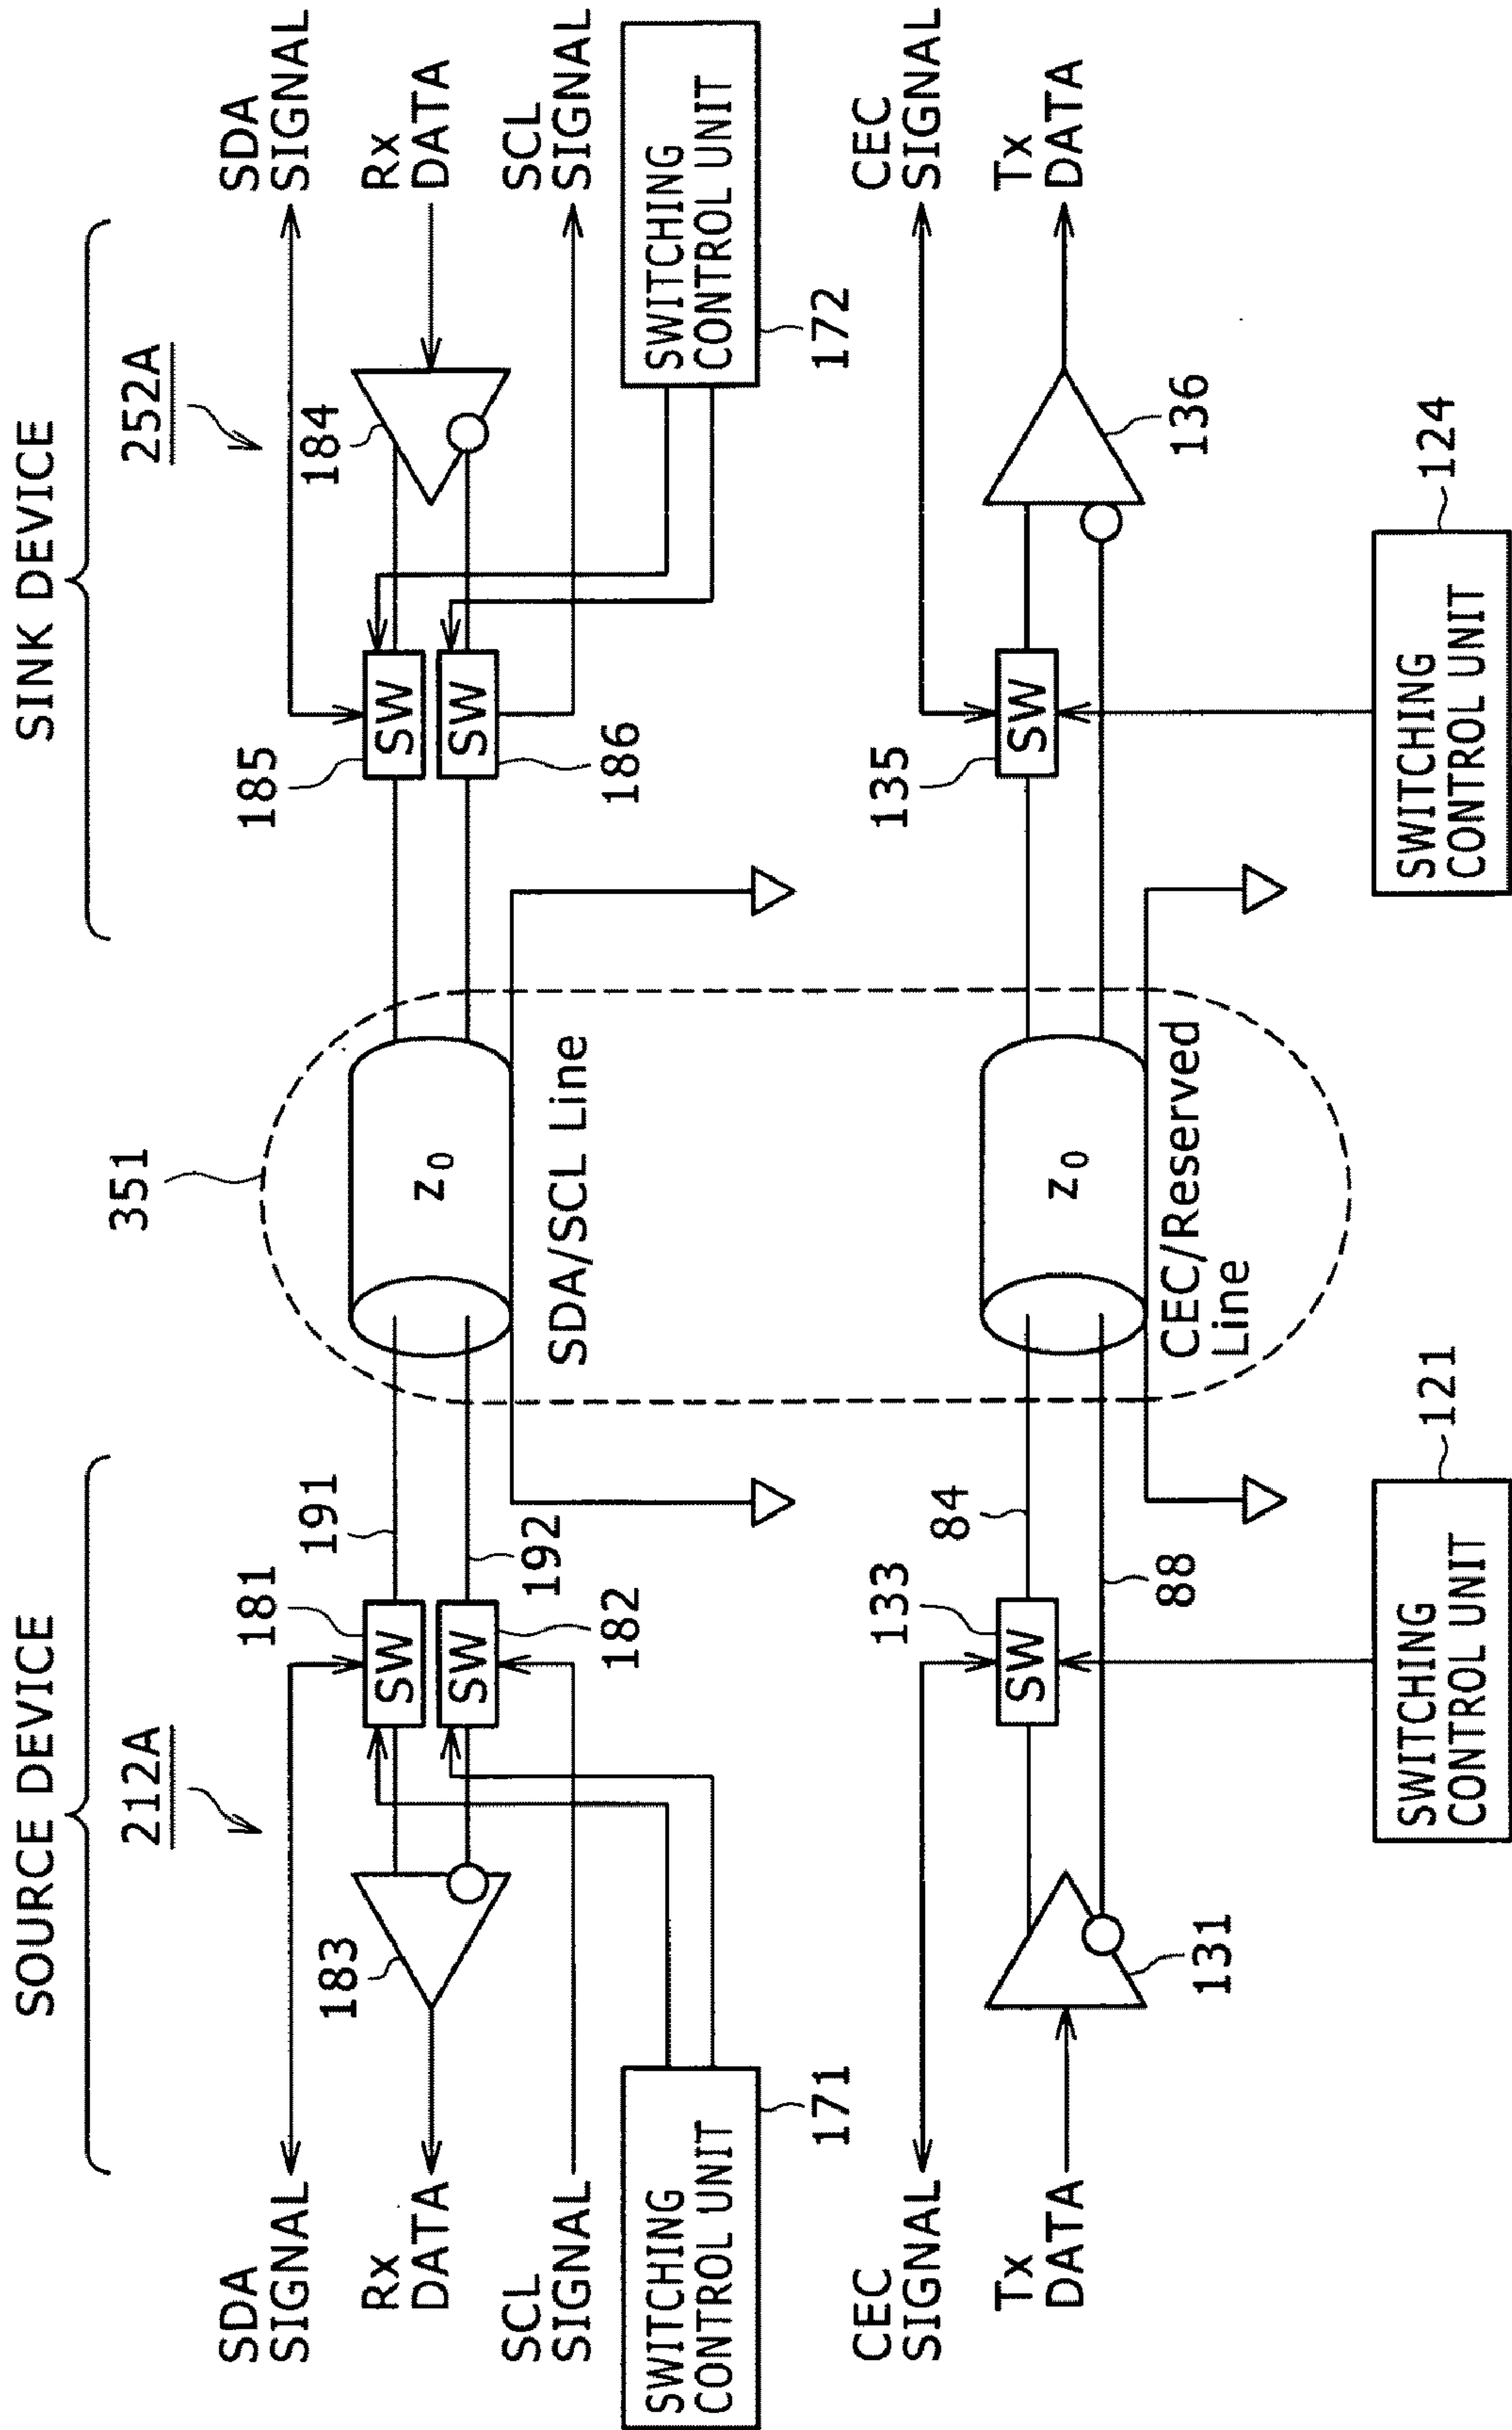 SOURCE DEVICE
SINK DEVICE
212A
351
252A
SDA
SIGNAL
181
191
185
184
SDA
SIGNAL
Rx
DATA
183
SW
SW
192
182
Z0
SDA/SCL Line
SW
SW
186
Rx
DATA
SCL
SIGNAL
SCL
SIGNAL
SWITCHING
CONTROL UNIT
171
SWITCHING
CONTROL UNIT
172
CEC
SIGNAL
133
84
135
CEC
SIGNAL
Tx
DATA
131
SW
88
Z0
CEC/Reserved
Line
SW
136
Tx
DATA
SWITCHING
CONTROL UNIT
121
SWITCHING
CONTROL UNIT
124